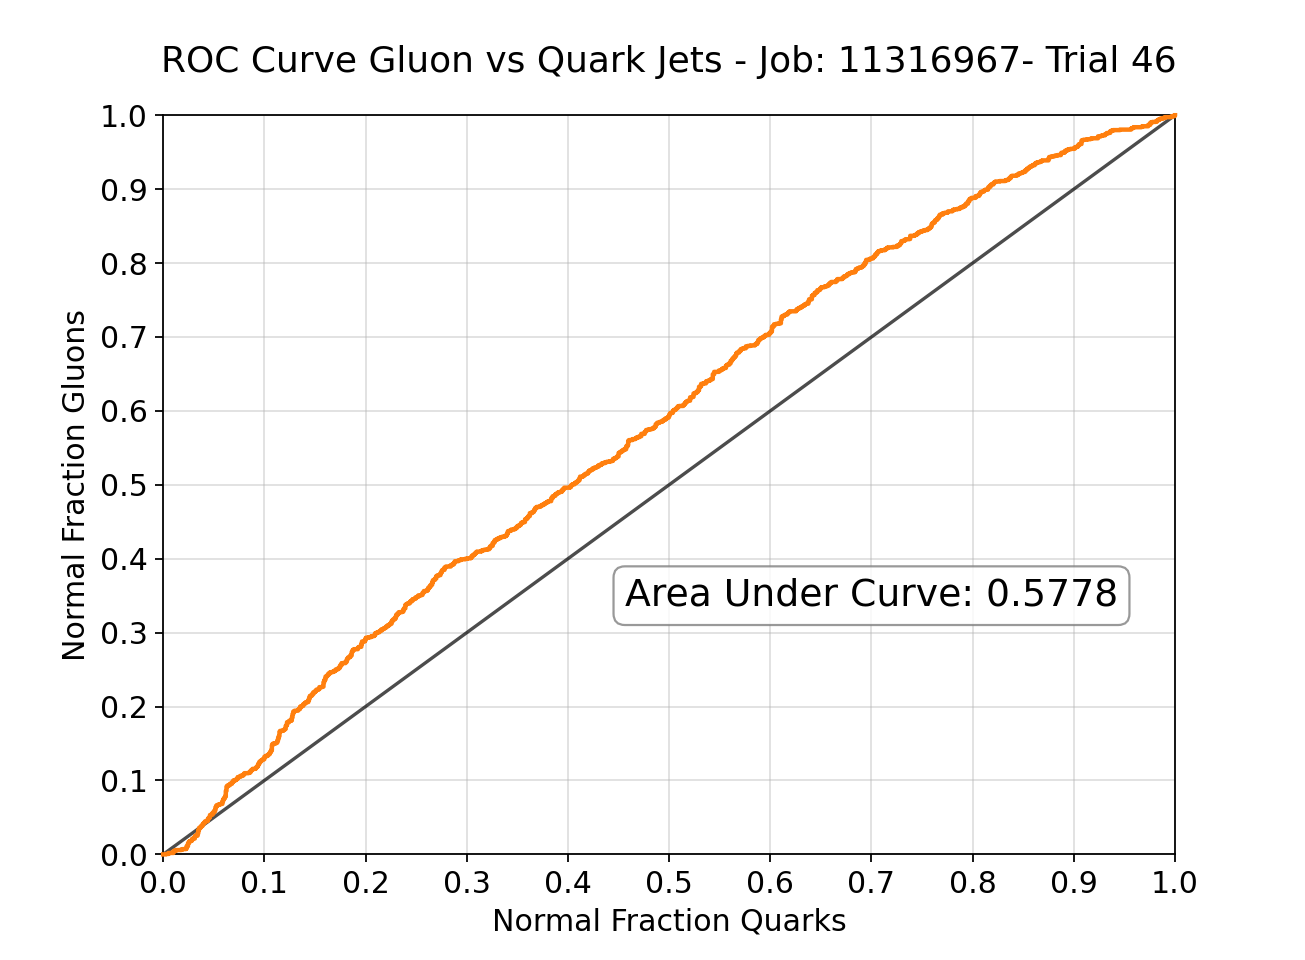 ROC Curve Gluon vs Quark Jets - Job: 11316967- Trial 46
1.0
0.9
0.8
0.7
0.6
0.5
0.4
0.3
0.2
0.1
0.0
Normal Fraction Gluons
Area Under Curve: 0.5778
0.0 0.1 0.2 0.3 0.4 0.5 0.6 0.7 0.8 0.9 1.0
Normal Fraction Quarks